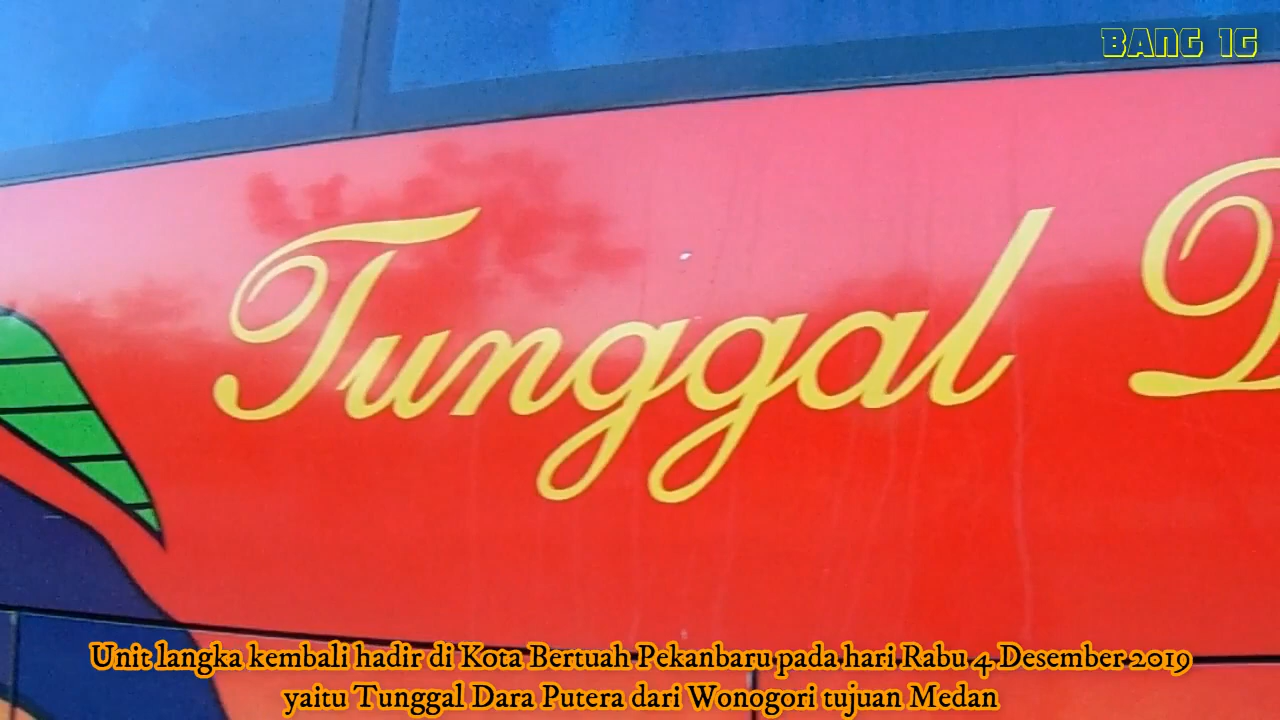 BANG IG
Tunggal D
Unit langka kembali hadir di Kota Bertuah Pekanbaru pada hari Rabu 4 Desember 2019
yaitu Tunggal Dara Putera dari Wonogori tujuan Medan